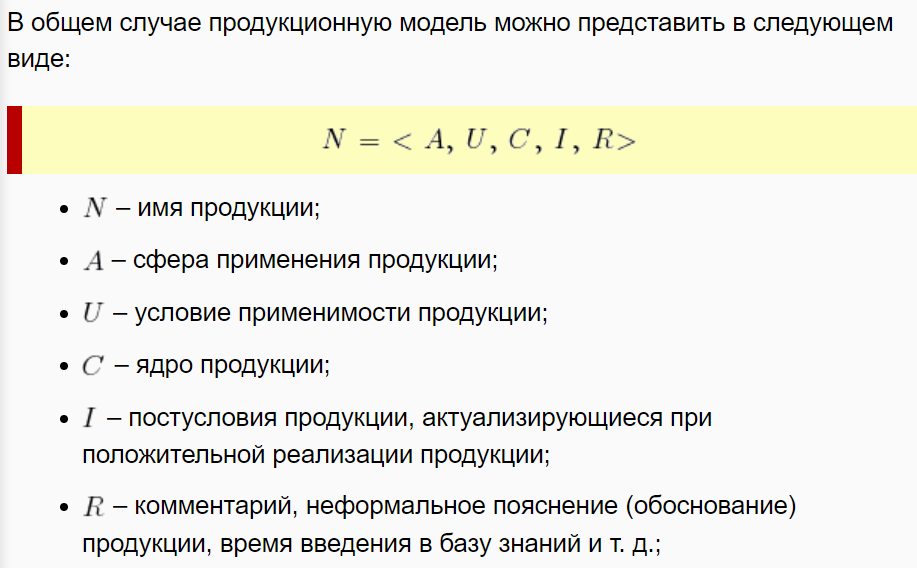 В общем случае продукционную модель можно представить в следующем
виде:
N = < A, U, C, I, R>
• N – имя продукции;
• A – сфера применения продукции;
• U – условие применимости продукции;
• C – ядро продукции;
• I – постусловия продукции, актуализирующиеся при
положительной реализации продукции;
• R – комментарий, неформальное пояснение (обоснование)
продукции, время введения в базу знаний и т. д.;